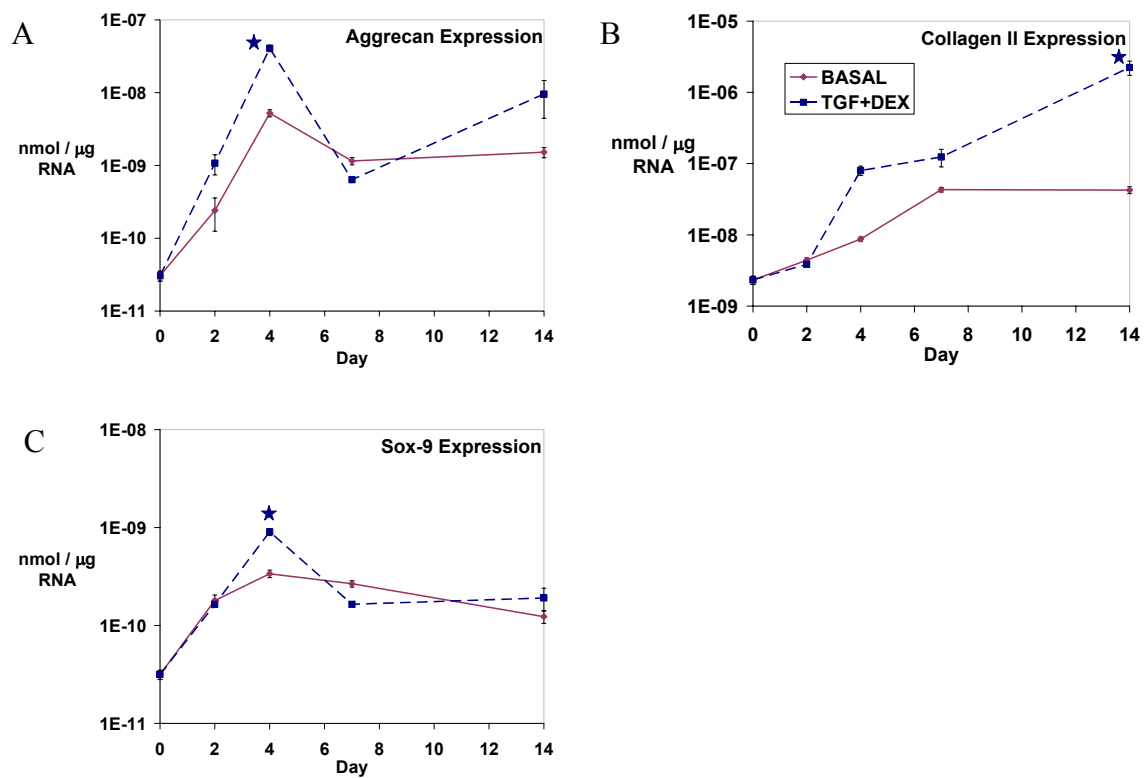 A
Aggrecan Expression
1E-07
1E-08
nmol / μg
RNA
1E-09
1E-10
1E-11
0 2 4 6 8 10 12 14
Day
B
Collagen II Expression
BASAL
TGF+DEX
1E-05
1E-06
nmol / μg
RNA
1E-07
1E-08
1E-09
0 2 4 6 8 10 12 14
Day
C
Sox-9 Expression
1E-08
1E-09
nmol / μg
RNA
1E-10
1E-11
0 2 4 6 8 10 12 14
Day